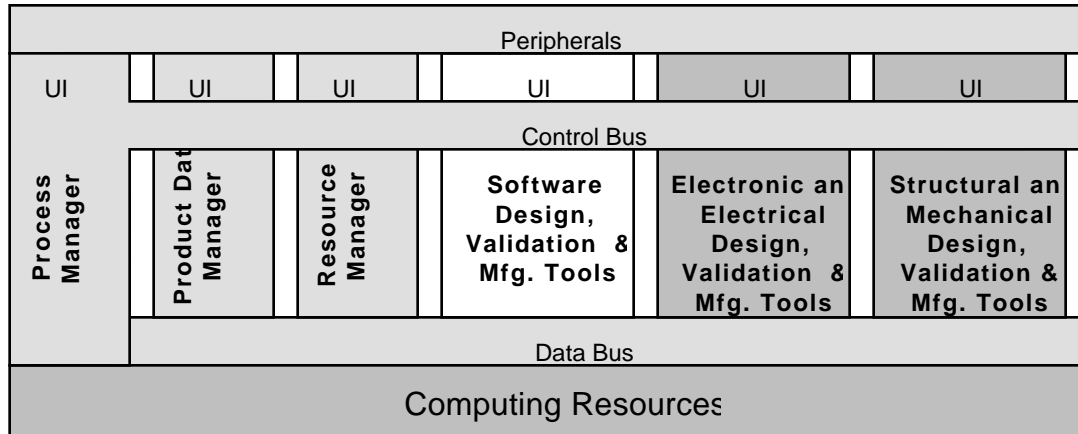 Peripherals
UI
UI
UI
UI
UI
UI
Control Bus
Process
Manager
Product Dat
Manager
Resource
Manager
Software
Design,
Validation &
Mfg. Tools
Electronic an
Electrical
Design,
Validation &
Mfg. Tools
Structural an
Mechanical
Design,
Validation &
Mfg. Tools
Data Bus
Computing Resources